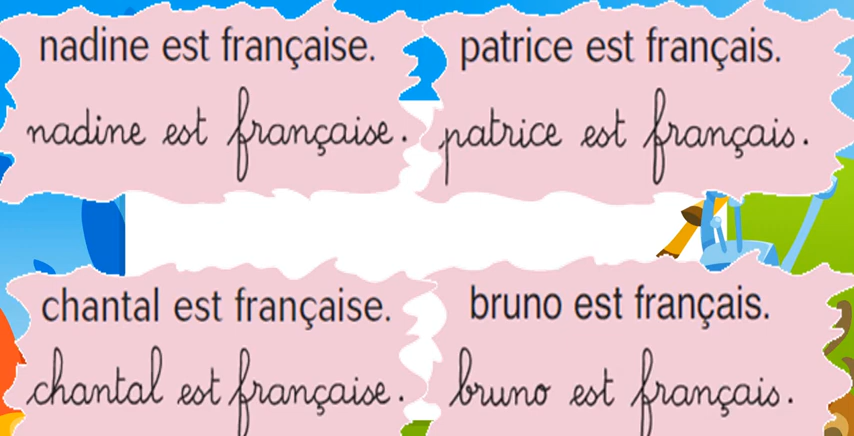 nadine est française.
nadine est française.
patrice est français.
patrice est français.
chantal est française.
chantal est française.
bruno est français.
bruno est français.